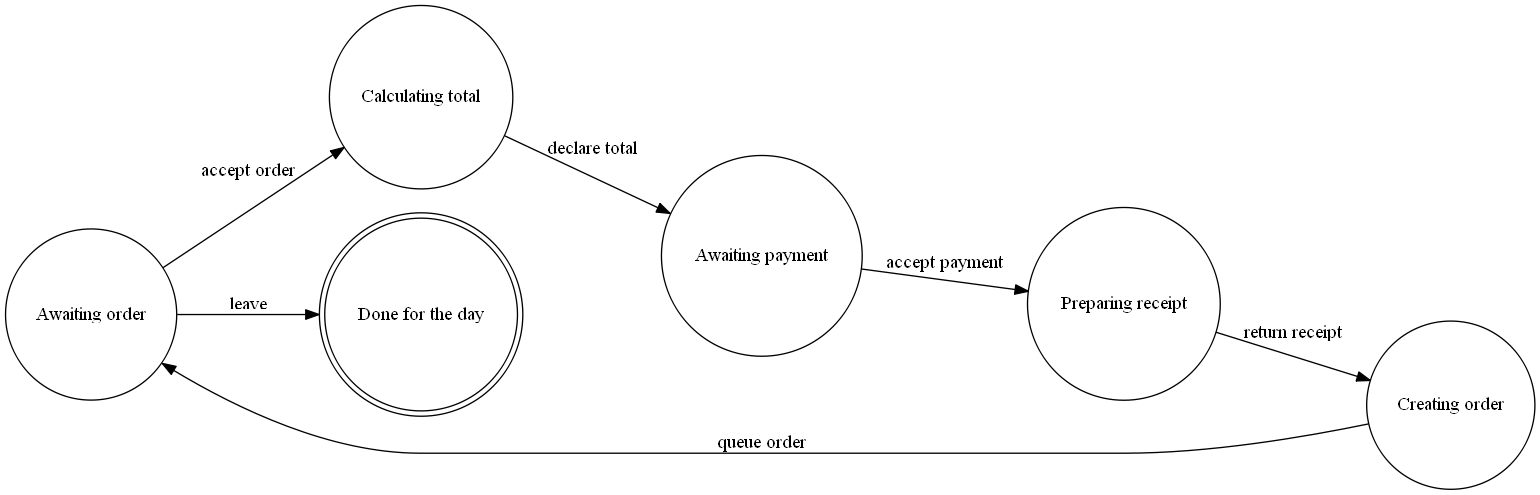 Calculating total
declare total
accept order
Awaiting payment
accept payment
Preparing receipt
leave
Awaiting order
Done for the day
return receipt
Creating order
queue order